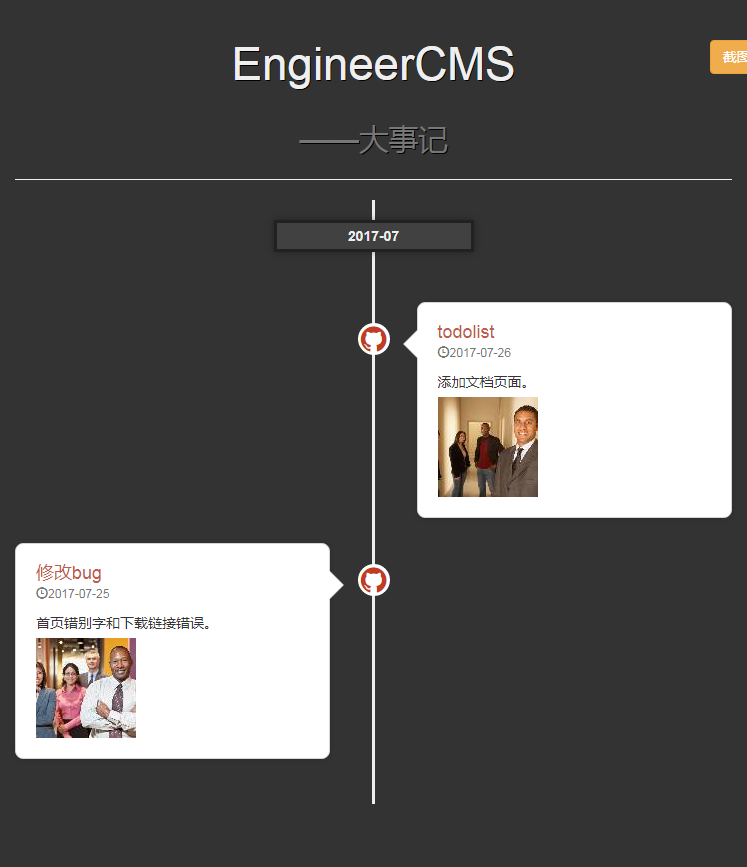 EngineerCMS
截图
——大事记
2017-07
todolist
2017-07-26
添加文档页面。
修改bug
2017-07-25
首页错别字和下载链接错误。